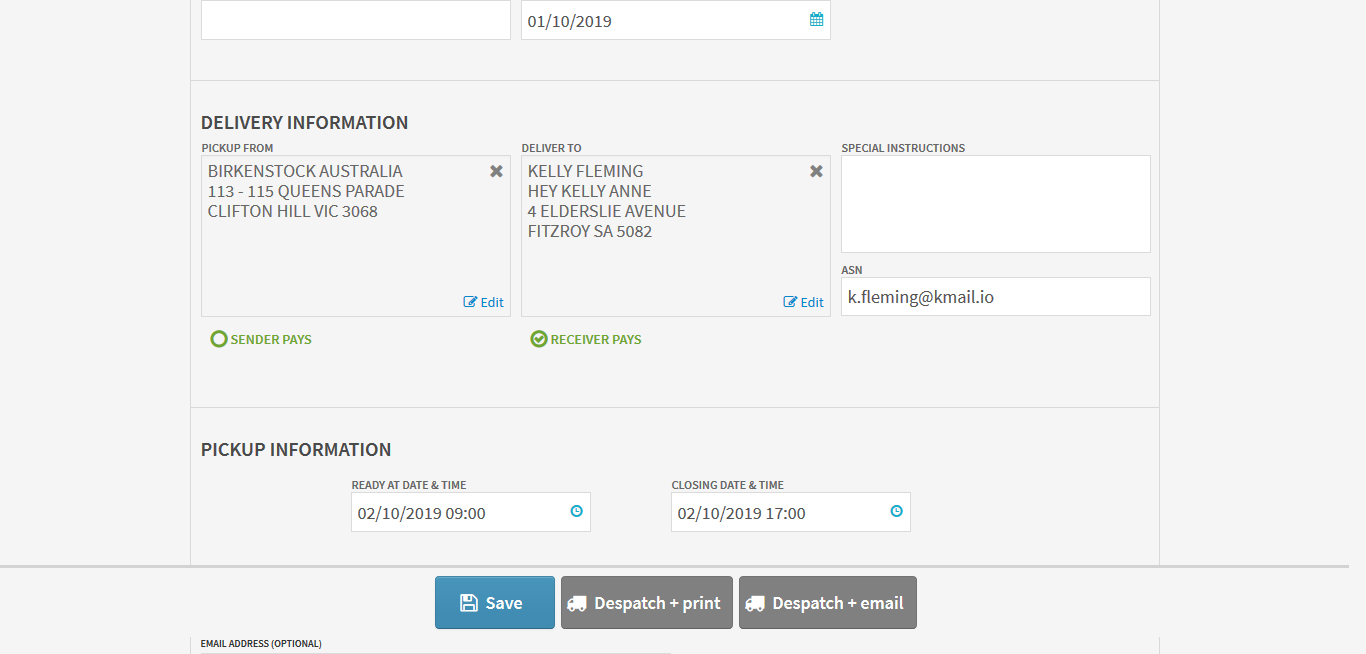 01/10/2019
DELIVERY INFORMATION
PICKUP FROM
BIRKENSTOCK AUSTRALIA
113 - 115 QUEENS PARADE
CLIFTON HILL VIC 3068
Edit
SENDER PAYS
DELIVER TO
KELLY FLEMING
HEY KELLY ANNE
4 ELDERSLIE AVENUE
FITZROY SA 5082
Edit
RECEIVER PAYS
SPECIAL INSTRUCTIONS
ASN
k.fleming@kmail.io
PICKUP INFORMATION
READY AT DATE & TIME
02/10/2019 09:00
CLOSING DATE & TIME
02/10/2019 17:00
Save
Despatch + print
Despatch + email
EMAIL ADDRESS (OPTIONAL)